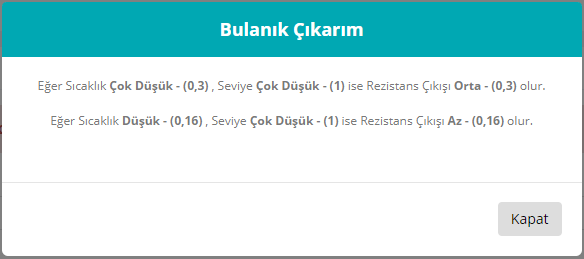 Bulanık Çıkarım
Eğer Sıcaklık Çok Düşük - (0,3) , Seviye Çok Düşük - (1) ise Rezistans Çıkışı Orta - (0,3) olur.
Eğer Sıcaklık Düşük - (0,16) , Seviye Çok Düşük - (1) ise Rezistans Çıkışı Az - (0,16) olur.
Kapat